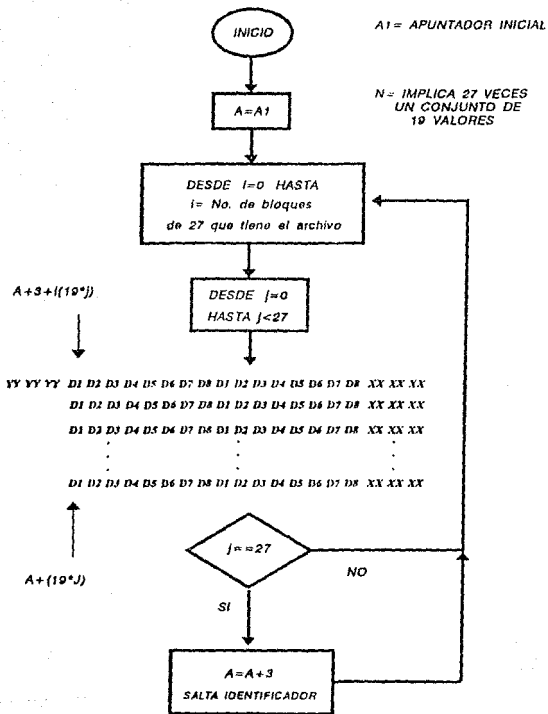 INICIO
A1= APUNTADOR INICIAL
A=A1
N= IMPLICA 27 VECES
UN CONJUNTO DE
19 VALORES
DESDE I=0 HASTA
i= No. de bloques
de 27 que tiene el archivo
DESDE j=0
HASTA j<27
A+3+i(19*j)
YY YY YY D1 D2 D3 D4 D5 D6 D7 D8 D1 D2 D3 D4 D5 D6 D7 D8 XX XX XX
D1 D2 D3 D4 D5 D6 D7 D8 D1 D2 D3 D4 D5 D6 D7 D8 XX XX XX
D1 D2 D3 D4 D5 D6 D7 D8 D1 D2 D3 D4 D5 D6 D7 D8 XX XX XX
D1 D2 D3 D4 D5 D6 D7 D8 D1 D2 D3 D4 D5 D6 D7 D8 XX XX XX
A+(19*J)
j==27
NO
SI
A=A+3
SALTA IDENTIFICADOR